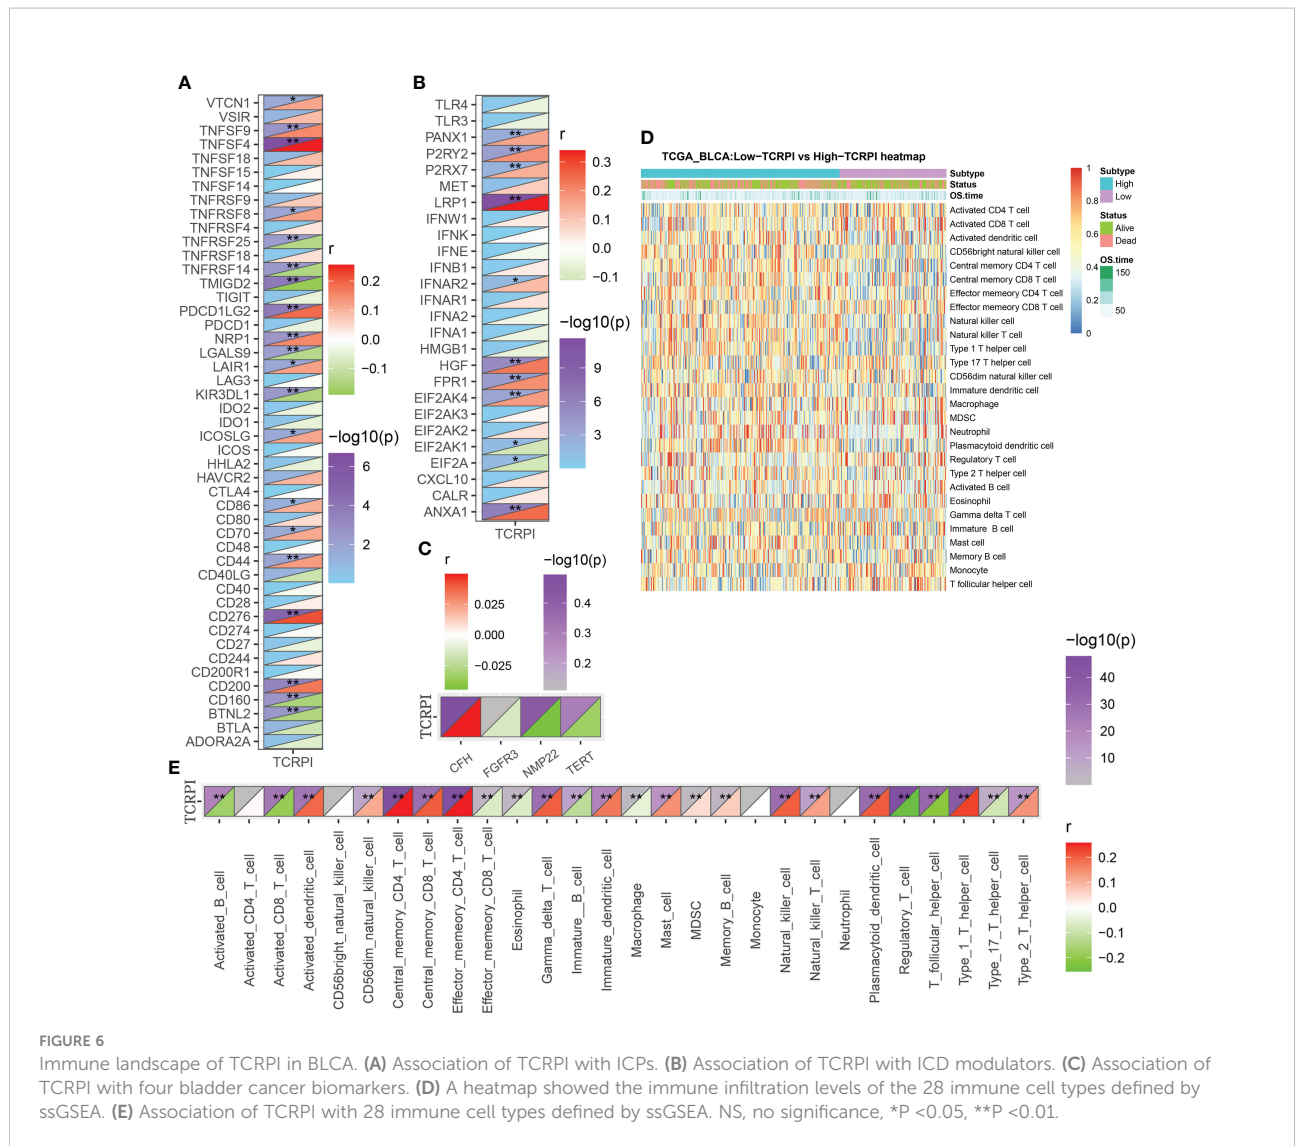 A
VTCN1
VSIR
TNFSF9
TNFSF4
TNFSF18
TNFSF15
TNFSF14
TNFRSF9
TNFRSF8
TNFRSF4
TNFRSF25
TNFRSF18
TNFRSF14
TMIGD2
TIGIT
PDCD1LG2
PDCD1
NRP1
LGALS9
LAIR1
LAG3
KIR3DL1
IDO2
IDO1
ICOSLG
ICOS
HHLA2
HAVCR2
CTLA4
CD86
CD80
CD70
CD48
CD44
CD40LG
CD40
CD28
CD276
CD274
CD27
CD244
CD200R1
CD200
CD160
BTNL2
BTLA
ADORA2A
*
**
**
*
**
**
**
**
**
**
*
**
*
*
*
**
**
**
**
**
TCRPI
r
0.2
0.1
0.0
−0.1
−log10(p)
6
4
2
B
TLR4
TLR3
PANX1
P2RY2
P2RX7
MET
LRP1
IFNW1
IFNK
IFNE
IFNB1
IFNAR2
IFNAR1
IFNA2
IFNA1
HMGB1
HGF
FPR1
EIF2AK4
EIF2AK3
EIF2AK2
EIF2AK1
EIF2A
CXCL10
CALR
ANXA1
**
**
**
**
*
**
**
**
*
*
**
TCRPI
r
0.3
0.2
0.1
0.0
−0.1
−log10(p)
9
6
3
C
r
0.025
0.000
−0.025
−log10(p)
0.4
0.3
0.2
TCRPI
CFH
FGFR3
NMP22
TERT
D
TCGA_BLCA:Low−TCRPI vs High−TCRPI heatmap
Subtype
Status
OS.time
Activated CD4 T cell
Activated CD8 T cell
Activated dendritic cell
CD56bright natural killer cell
Central memory CD4 T cell
Central memory CD8 T cell
Effector memeory CD4 T cell
Effector memeory CD8 T cell
Natural killer cell
Natural killer T cell
Type 1 T helper cell
Type 17 T helper cell
CD56dim natural killer cell
Immature dendritic cell
Macrophage
MDSC
Neutrophil
Plasmacytoid dendritic cell
Regulatory T cell
Type 2 T helper cell
Activated B cell
Eosinophil
Gamma delta T cell
Immature  B cell
Mast cell
Memory B cell
Monocyte
T follicular helper cell
1
0.8
0.6
0.4
0.2
0
Subtype
High
Low
Status
Alive
Dead
OS.time
150
50
E
TCRPI
** ** ** ** ** ** ** ** ** ** ** ** ** ** ** ** ** ** ** ** ** ** ** **
Activated_B_cell
Activated_CD4_T_cell
Activated_CD8_T_cell
Activated_dendritic_cell
CD56bright_natural_killer_cell
CD56dim_natural_killer_cell
Central_memory_CD4_T_cell
Central_memory_CD8_T_cell
Effector_memeory_CD4_T_cell
Effector_memeory_CD8_T_cell
Eosinophil
Gamma_delta_T_cell
Immature__B_cell
Immature_dendritic_cell
Macrophage
Mast_cell
MDSC
Memory_B_cell
Monocyte
Natural_killer_cell
Natural_killer_T_cell
Neutrophil
Plasmacytoid_dendritic_cell
Regulatory_T_cell
T_follicular_helper_cell
Type_1_T_helper_cell
Type_17_T_helper_cell
Type_2_T_helper_cell
−log10(p)
40
30
20
10
r
0.2
0.1
0.0
−0.1
−0.2
FIGURE 6
Immune landscape of TCRPI in BLCA. (A) Association of TCRPI with ICPs. (B) Association of TCRPI with ICD modulators. (C) Association of
TCRPI with four bladder cancer biomarkers. (D) A heatmap showed the immune infiltration levels of the 28 immune cell types defined by
ssGSEA. (E) Association of TCRPI with 28 immune cell types defined by ssGSEA. NS, no significance, *P <0.05, **P <0.01.